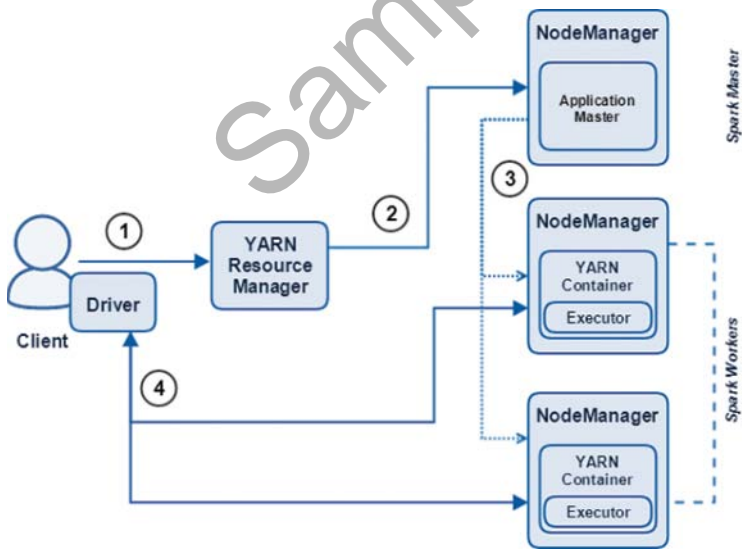 Samp
NodeManager
Application
Master
Spark Master
3
2
1
NodeManager
YARN
Container
Executor
YARN
Resource
Manager
Driver
Client
4
Spark Workers
NodeManager
YARN
Container
Executor